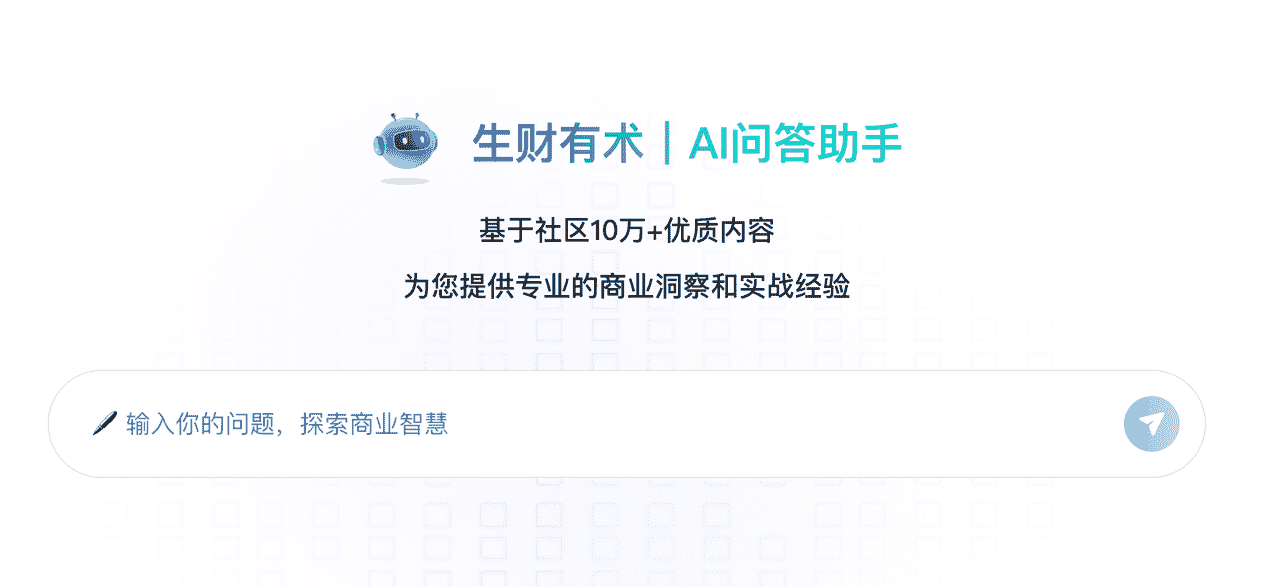 生财有术｜AI问答助手
基于社区10万+优质内容
为您提供专业的商业洞察和实战经验
输入你的问题，探索商业智慧